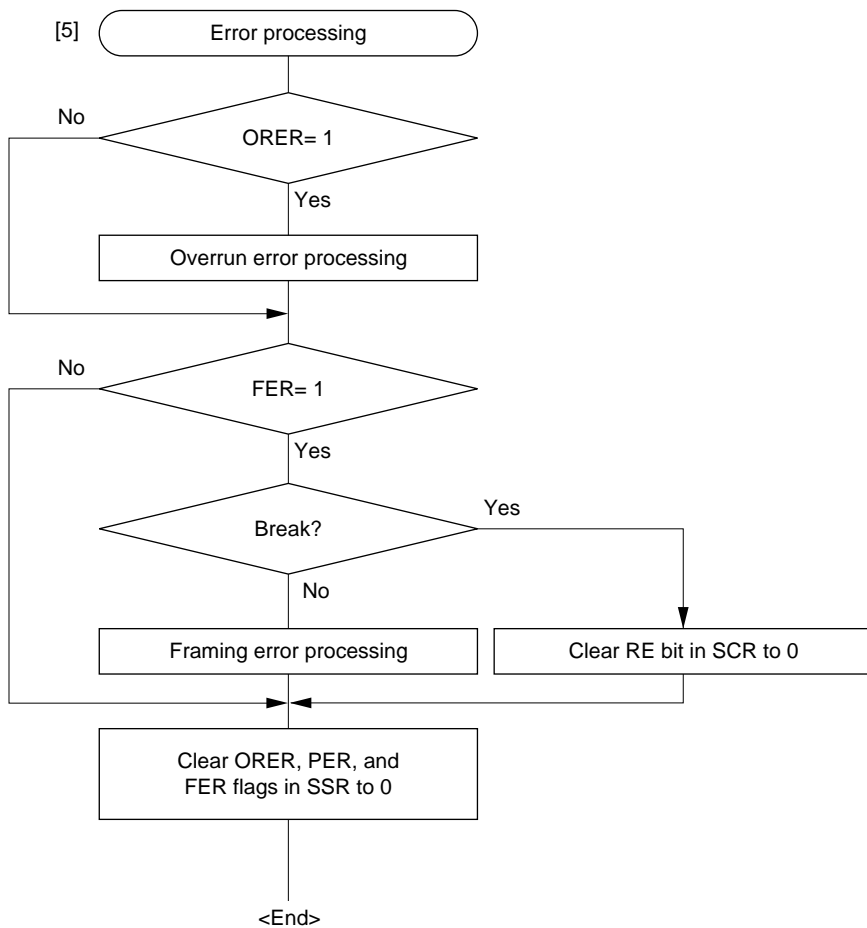 [5]
Error processing
No
ORER= 1
Yes
Overrun error processing
No
FER= 1
Yes
Break?
Yes
No
Framing error processing
Clear RE bit in SCR to 0
Clear ORER, PER, and
FER flags in SSR to 0
<End>